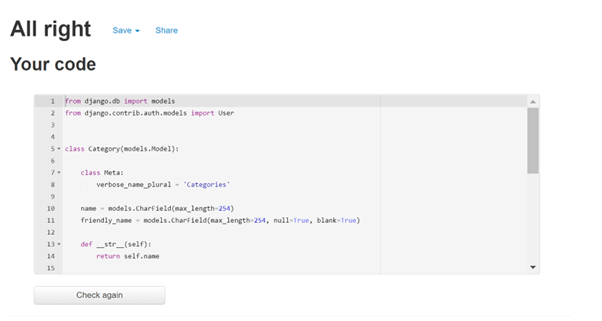 All right
Save
Share
Your code
1 from django.db import models
2 from django.contrib.auth.models import User
3
4
5 class Category(models.Model):
6
7     class Meta:
8         verbose_name_plural = 'Categories'
9
10     name = models.CharField(max_length=254)
11     friendly_name = models.CharField(max_length=254, null=True, blank=True)
12
13     def __str__(self):
14         return self.name
15
Check again